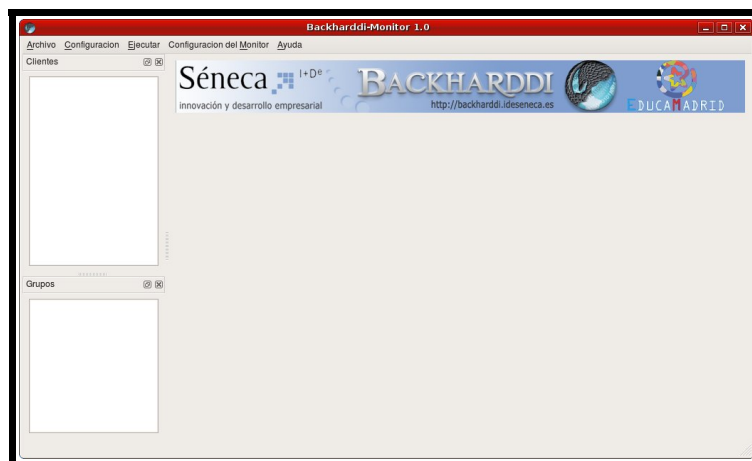 Backharddi-Monitor 1.0
Archivo Configuracion Ejecutar Configuracion del Monitor Ayuda
Clientes
Séneca I+De
innovación y desarrollo empresarial
BACKHARDDI
http://backharddi.ideseneca.es
EDUCAMADRID
Grupos